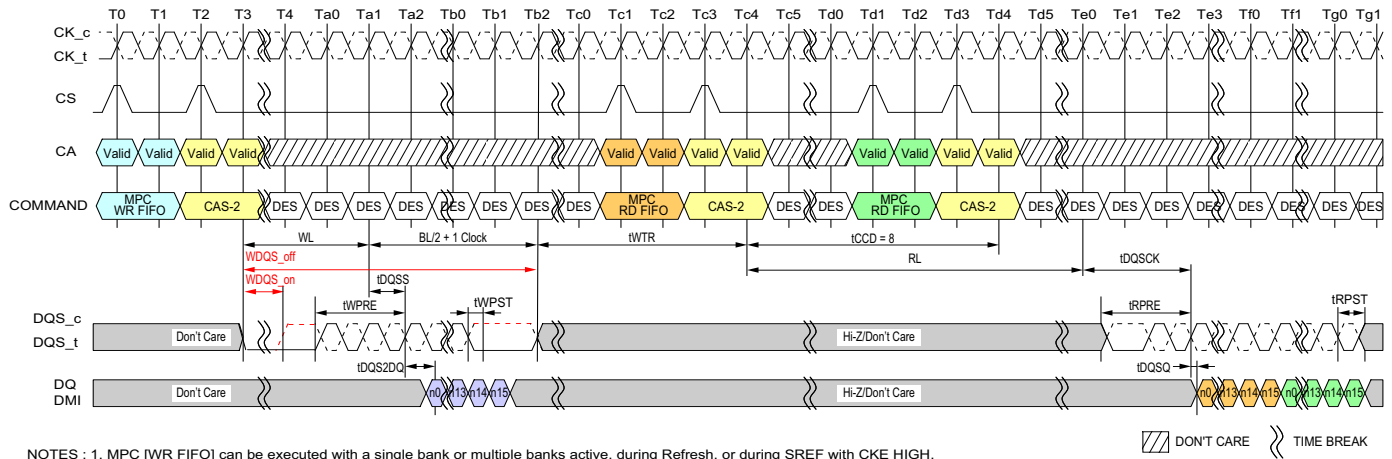 T0 T1 T2 T3 T4 Ta0 Ta1 Ta2 Tb0 Tb1 Tb2 Tc0 Tc1 Tc2 Tc3 Tc4 Tc5 Td0 Td1 Td2 Td3 Td4 Td5 Te0 Te1 Te2 Te3 Tf0 Tf1 Tg0 Tg1
CK_c
CK_t
CS
CA Valid Valid Valid Valid Valid Valid Valid Valid Valid Valid Valid Valid
COMMAND MPC WR FIFO CAS-2 DES DES DES DES DES DES DES DES MPC RD FIFO CAS-2 DES DES MPC RD FIFO CAS-2 DES DES DES DES DES DES DES DES DES
WL BL/2 + 1 Clock tWTR tCCD = 8
WDQS_off RL tDQSCK
WDQS_on tDQSS
tWPRE tWPST tRPRE tRPST
DQS_c
DQS_t Don't Care Hi-Z/Don't Care
tDQS2DQ tDQSQ
DQ
DMI Don't Care n0 n13 n14 n15 Hi-Z/Don't Care n0 n13 n14 n15 n0 n13 n14 n15
DON'T CARE TIME BREAK
NOTES : 1. MPC [WR FIFO] can be executed with a single bank or multiple banks active, during Refresh, or during SREF with CKE HIGH.